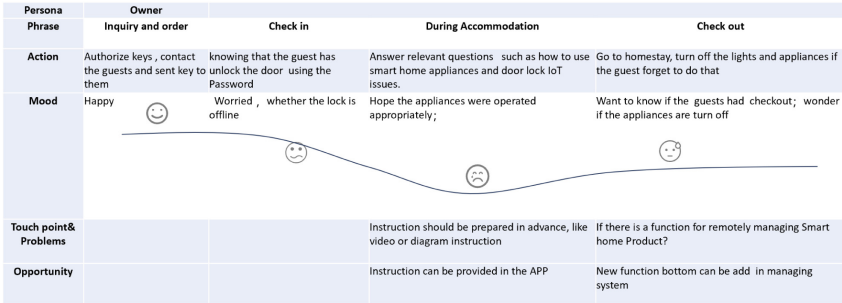 Persona Owner
Phrase Inquiry and order Check in During Accommodation Check out
Action
Authorize keys , contact
the guests and sent key to
them
knowing that the guest has
unlock the door using the
Password
Answer relevant questions such as how to use
smart home appliances and door lock IoT
issues.
Go to homestay, turn off the lights and appliances if
the guest forget to do that
Mood
Happy
Worried , whether the lock is
offline
Hope the appliances were operated
appropriately;
Want to know if the guests had checkout; wonder
if the appliances are turn off
Touch point&
Problems
Instruction should be prepared in advance, like
video or diagram instruction
If there is a function for remotely managing Smart
home Product?
Opportunity
Instruction can be provided in the APP
New function bottom can be add in managing
system